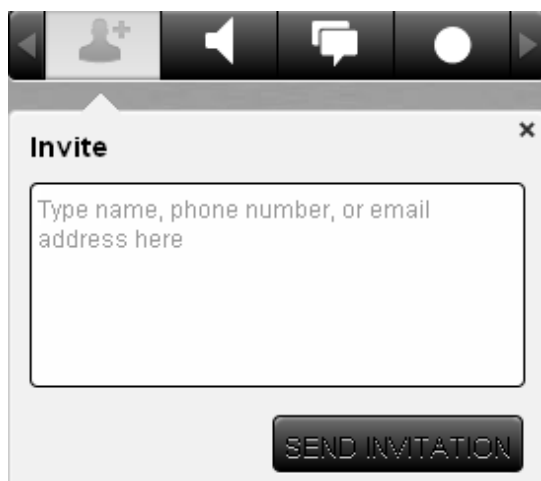 Invite
Type name, phone number, or email
address here
SEND INVITATION